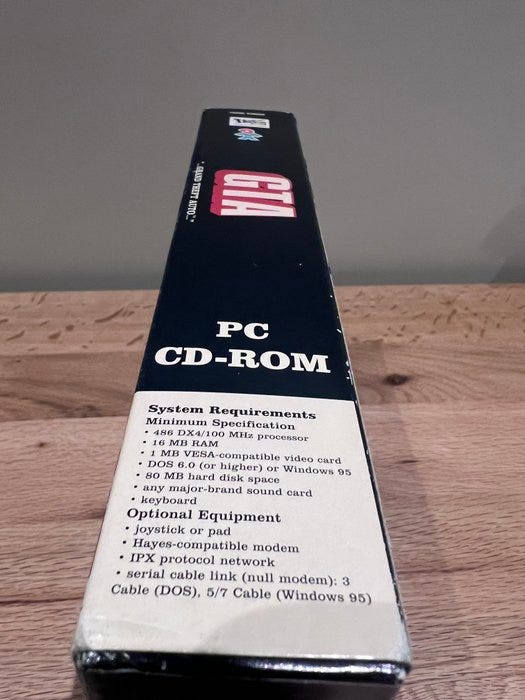 GTA
"...GRAND THEFT AUTO..."
PC
CD-ROM
System Requirements
Minimum Specification
• 486 DX4/100 MHz processor
• 16 MB RAM
• 1 MB VESA-compatible video card
• DOS 6.0 (or higher) or Windows 95
• 80 MB hard disk space
• any major-brand sound card
• keyboard
Optional Equipment
• joystick or pad
• Hayes-compatible modem
• IPX protocol network
• serial cable link (null modem): 3
Cable (DOS), 5/7 Cable (Windows 95)